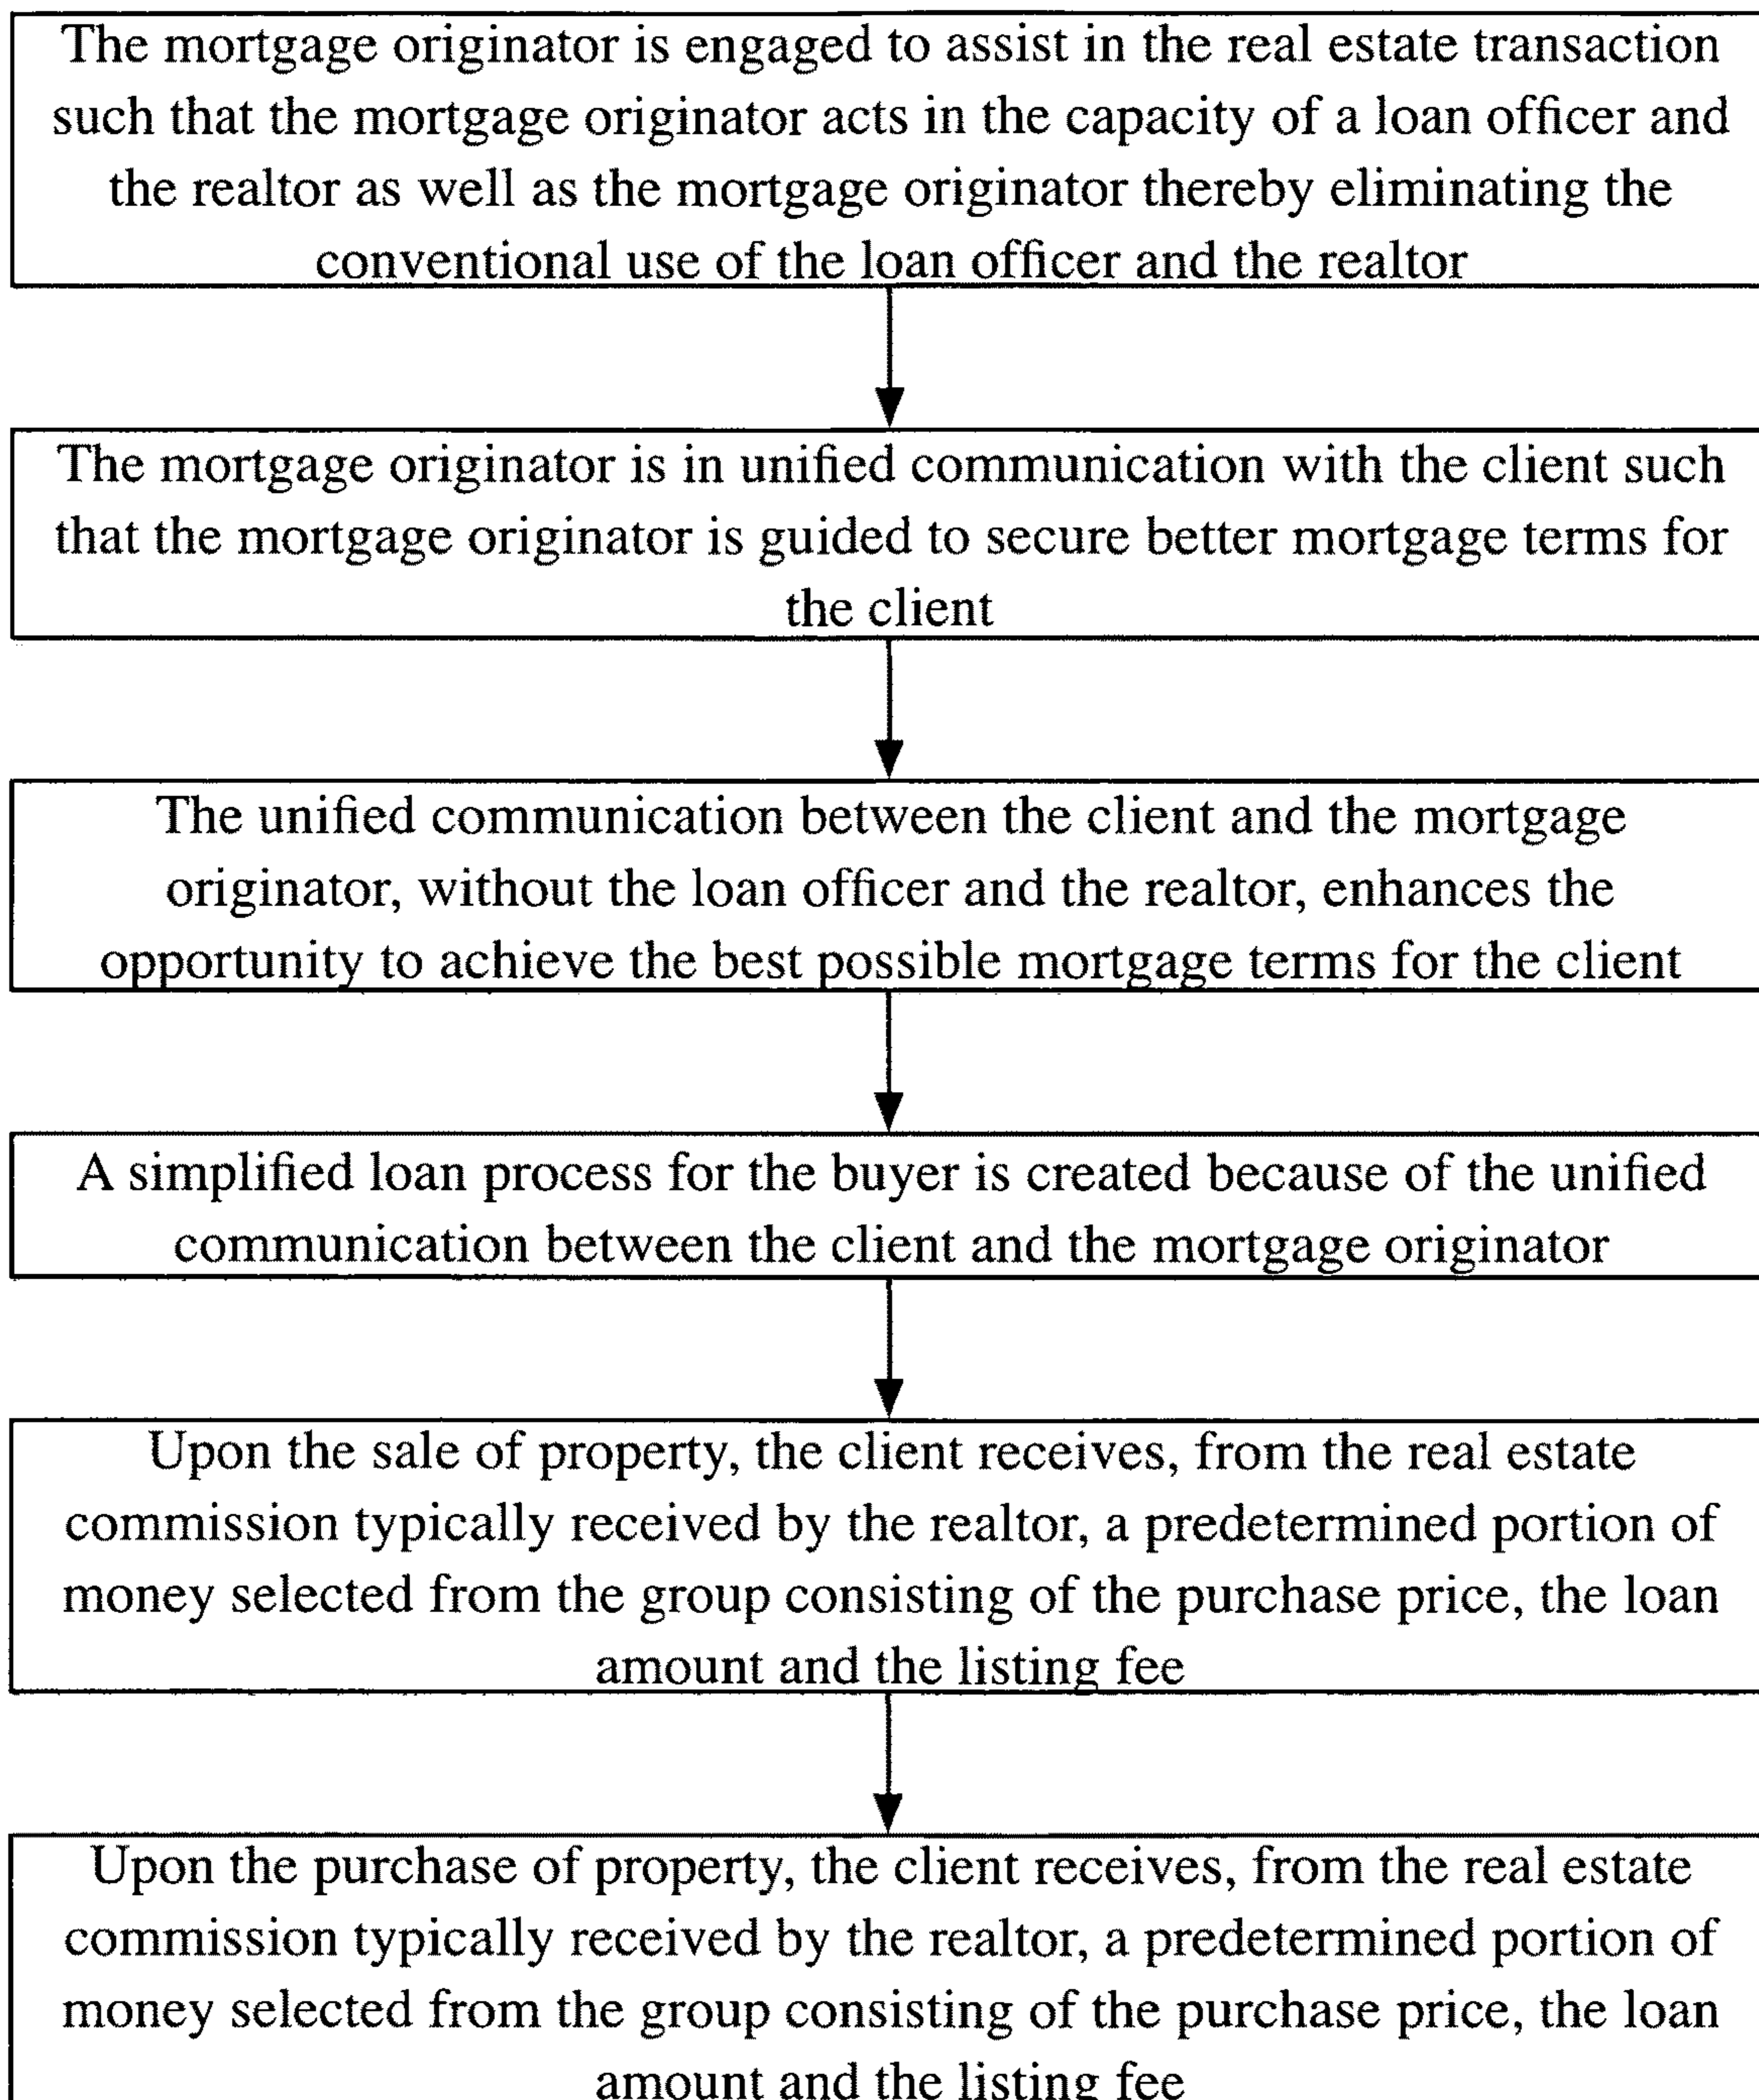 The mortgage originator is engaged to assist in the real estate transaction
such that the mortgage originator acts in the capacity of a loan officer and
the realtor as well as the mortgage originator thereby eliminating the
conventional use of the loan officer and the realtor
The mortgage originator is in unified communication with the client such
that the mortgage originator is guided to secure better mortgage terms for
the client
The unified communication between the client and the mortgage
originator, without the loan officer and the realtor, enhances the
opportunity to achieve the best possible mortgage terms for the client
A simplified loan process for the buyer is created because of the unified
communication between the client and the mortgage originator
Upon the sale of property, the client receives, from the real estate
commission typically received by the realtor, a predetermined portion of
money selected from the group consisting of the purchase price, the loan
amount and the listing fee
Upon the purchase of property, the client receives, from the real estate
commission typically received by the realtor, a predetermined portion of
money selected from the group consisting of the purchase price, the loan
amount and the listing fee